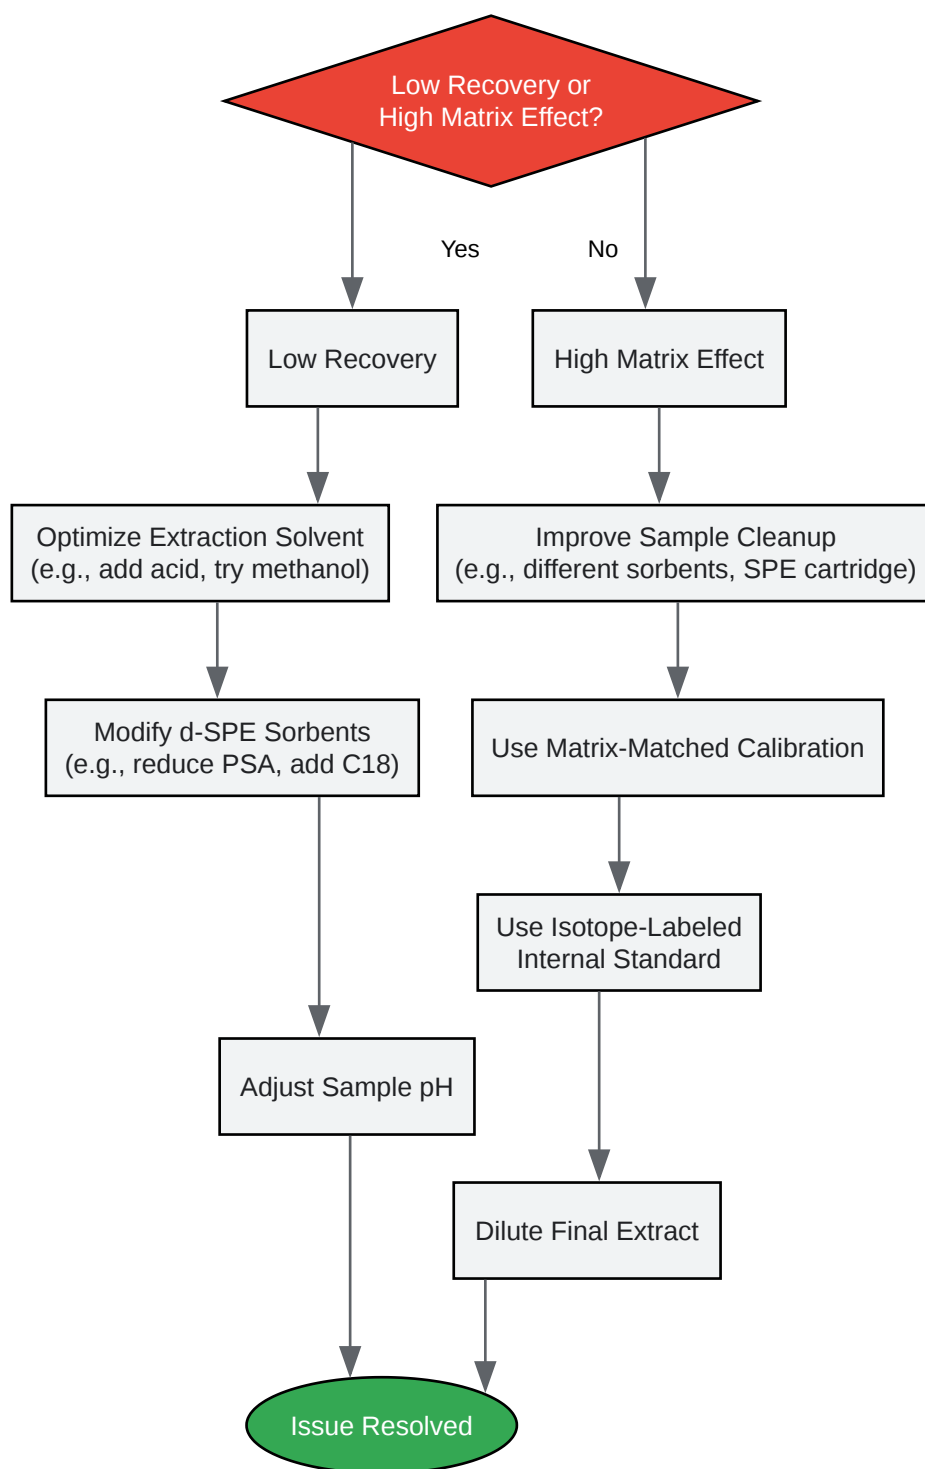 Low Recovery or
High Matrix Effect?
Yes
No
Low Recovery
High Matrix Effect
Optimize Extraction Solvent
(e.g., add acid, try methanol)
Improve Sample Cleanup
(e.g., different sorbents, SPE cartridge)
Modify d-SPE Sorbents
(e.g., reduce PSA, add C18)
Use Matrix-Matched Calibration
Use Isotope-Labeled
Internal Standard
Adjust Sample pH
Dilute Final Extract
Issue Resolved